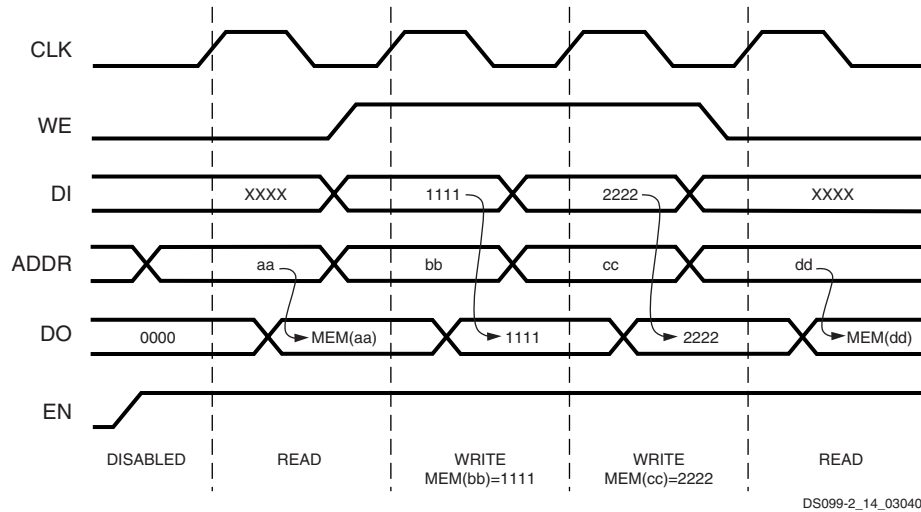 CLK
WE
DI XXXX 1111 2222 XXXX
ADDR aa bb cc dd
DO 0000 MEM(aa) 1111 2222 MEM(dd)
EN
DISABLED READ WRITE WRITE READ
MEM(bb)=1111 MEM(cc)=2222
DS099-2_14_03040